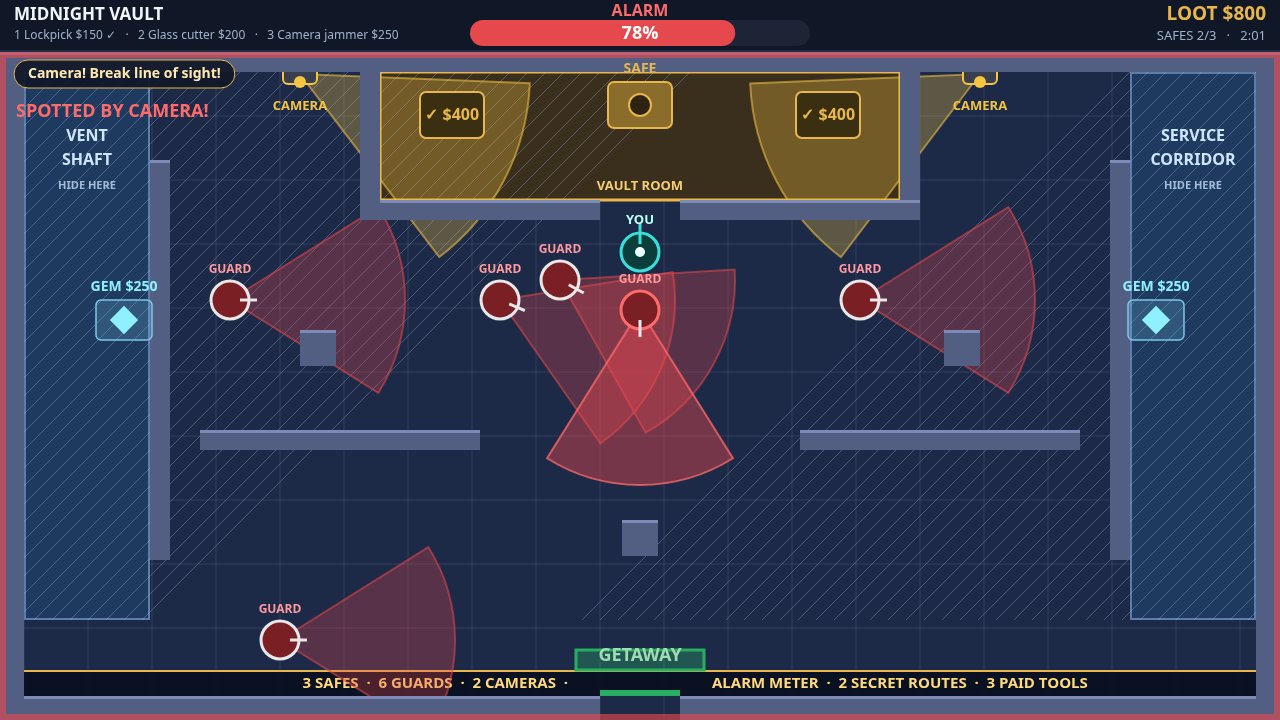 MIDNIGHT VAULT
1 Lockpick $150 ✓ · 2 Glass cutter $200 · 3 Camera jammer $250
ALARM
78%
LOOT $800
SAFES 2/3 · 2:01
Camera! Break line of sight!
SPOTTED BY CAMERA!
VENT
SHAFT
HIDE HERE
CAMERA
SAFE
✓ $400
✓ $400
VAULT ROOM
CAMERA
SERVICE
CORRIDOR
HIDE HERE
YOU
GUARD
GUARD
GUARD
GUARD
GUARD
GEM $250
GEM $250
GUARD
GETAWAY
3 SAFES · 6 GUARDS · 2 CAMERAS ·
ALARM METER · 2 SECRET ROUTES · 3 PAID TOOLS